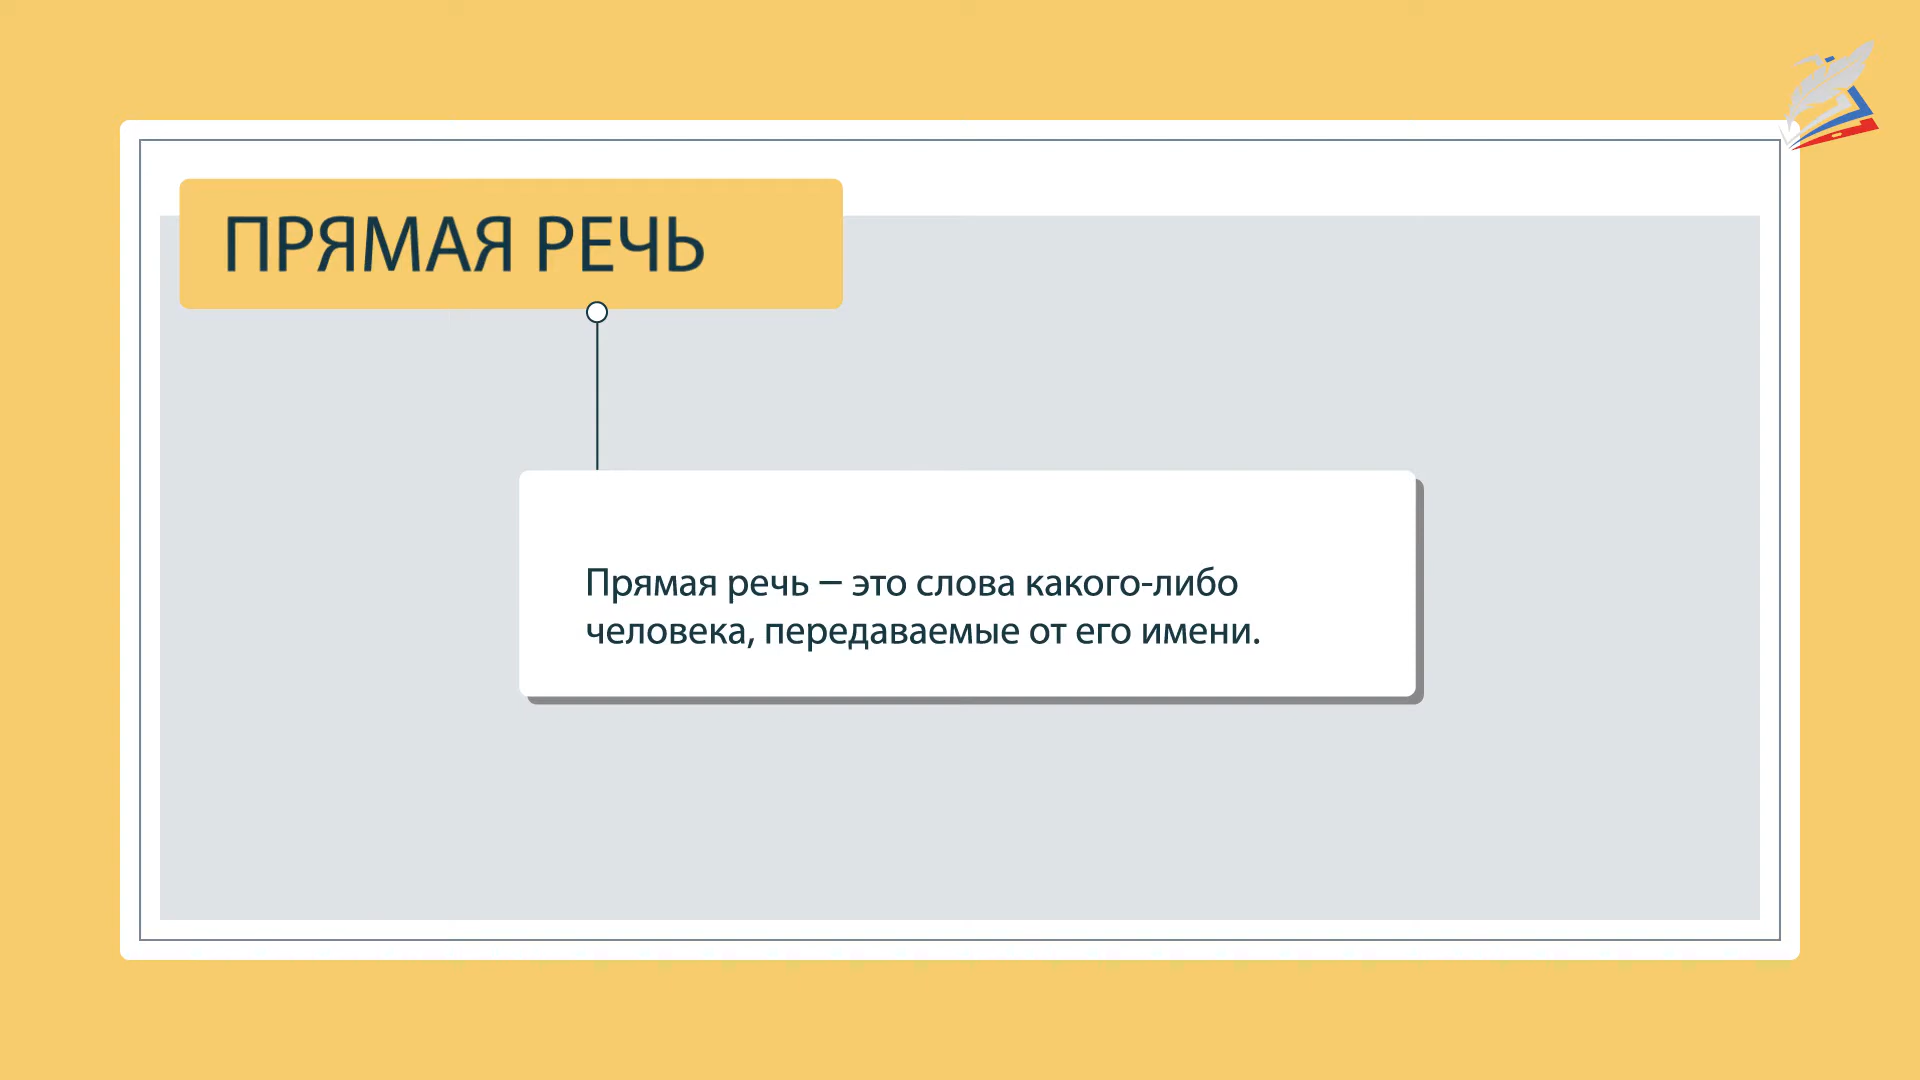 ПРЯМАЯ РЕЧЬ
Прямая речь – это слова какого-либо
человека, передаваемые от его имени.